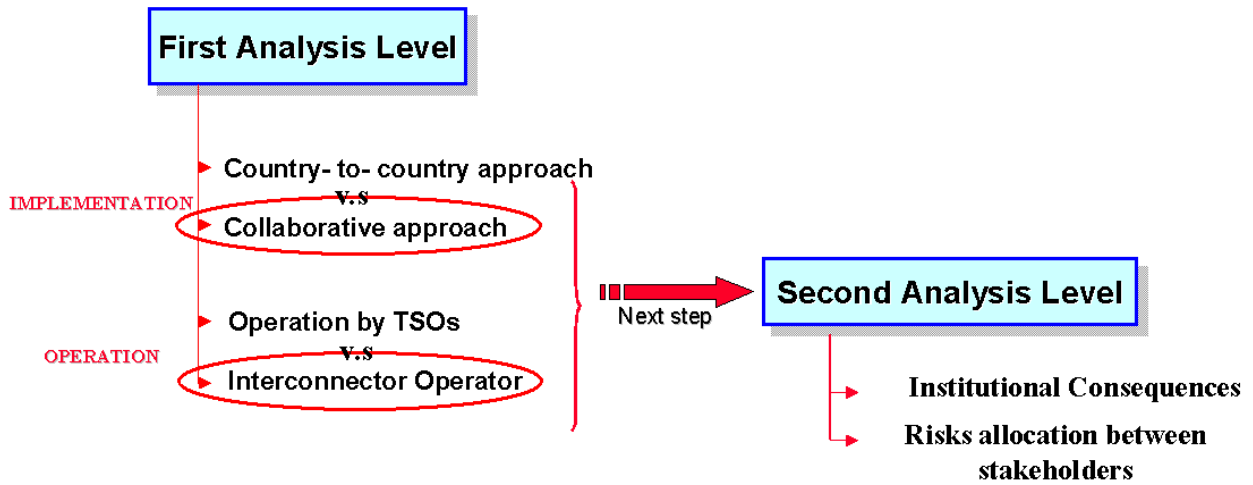 First Analysis Level
Country- to- country approach
v.s
IMPLEMENTATION
Collaborative approach
Operation by TSOs
v.s
OPERATION
Interconnector Operator
Next step
Second Analysis Level
Institutional Consequences
Risks allocation between
stakeholders